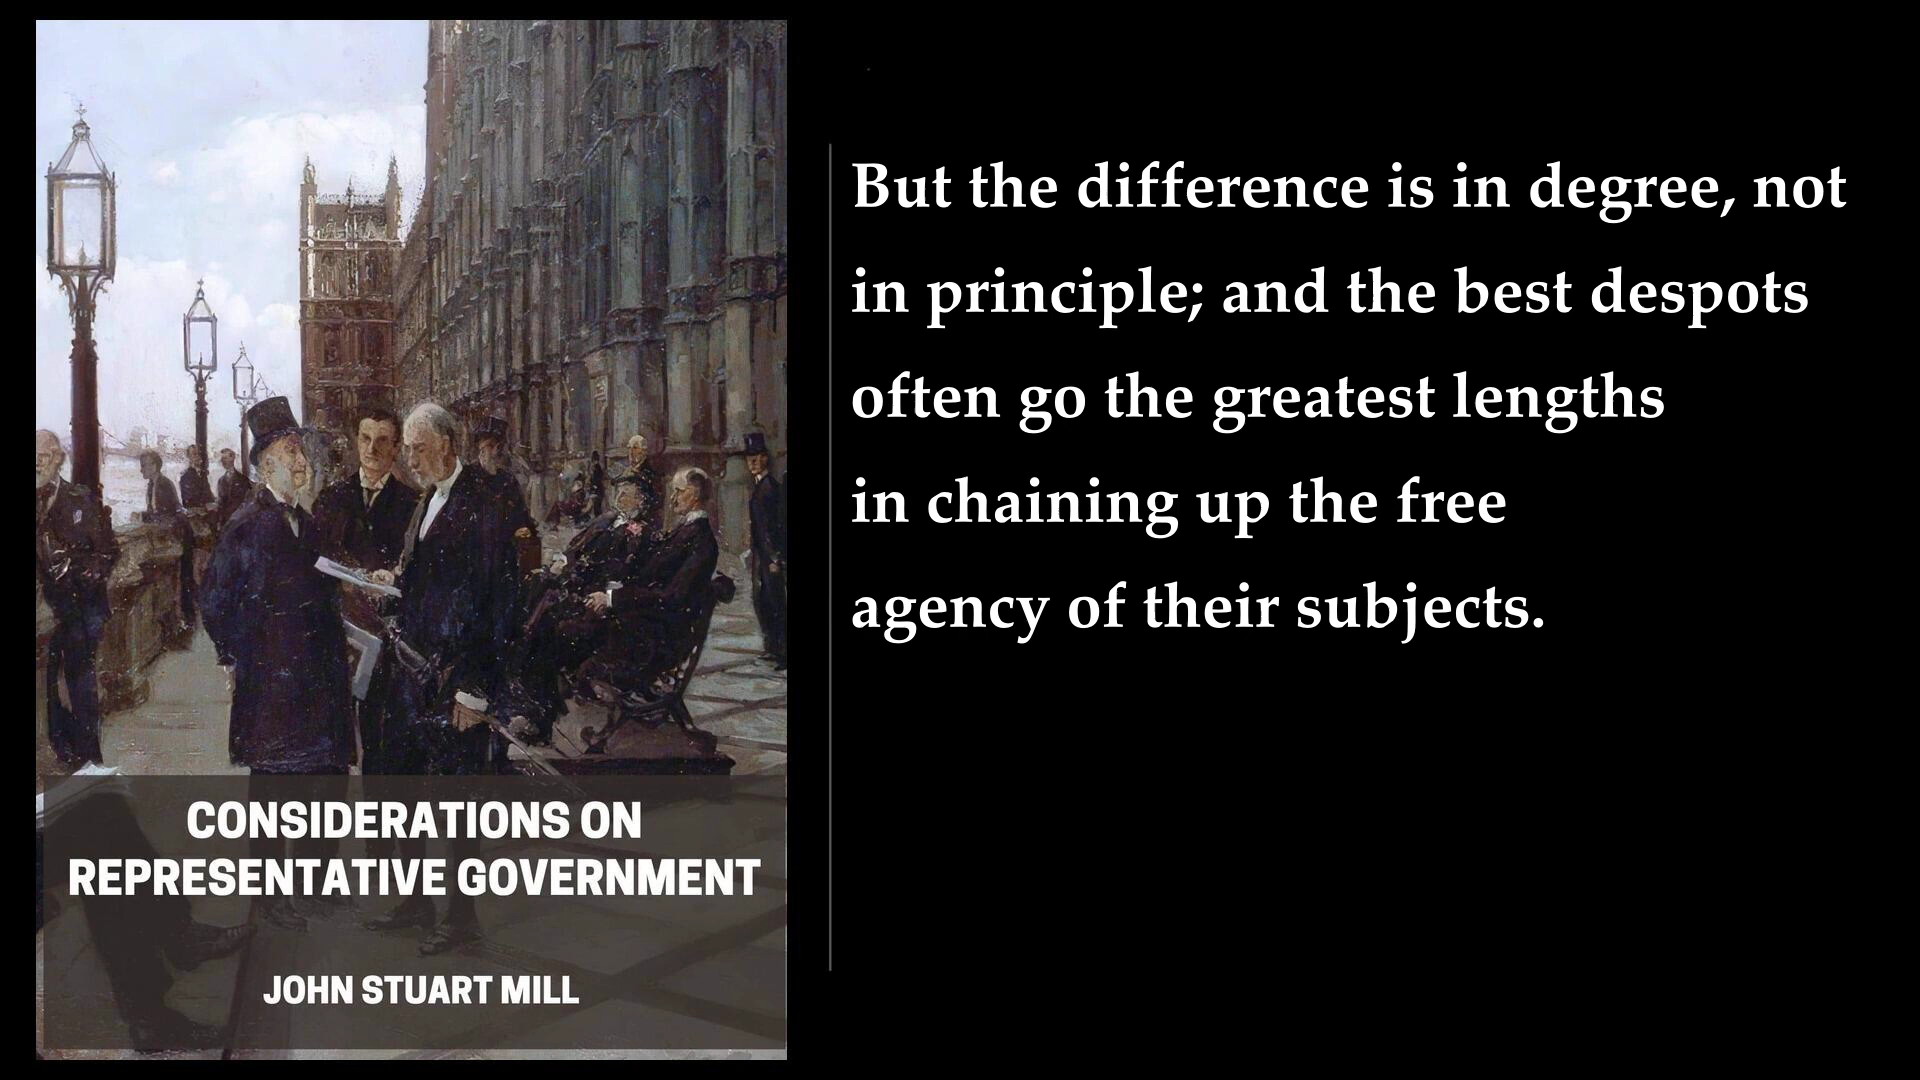 But the difference is in degree, not
in principle; and the best despots
often go the greatest lengths
in chaining up the free
agency of their subjects.
CONSIDERATIONS ON
REPRESENTATIVE GOVERNMENT
JOHN STUART MILL